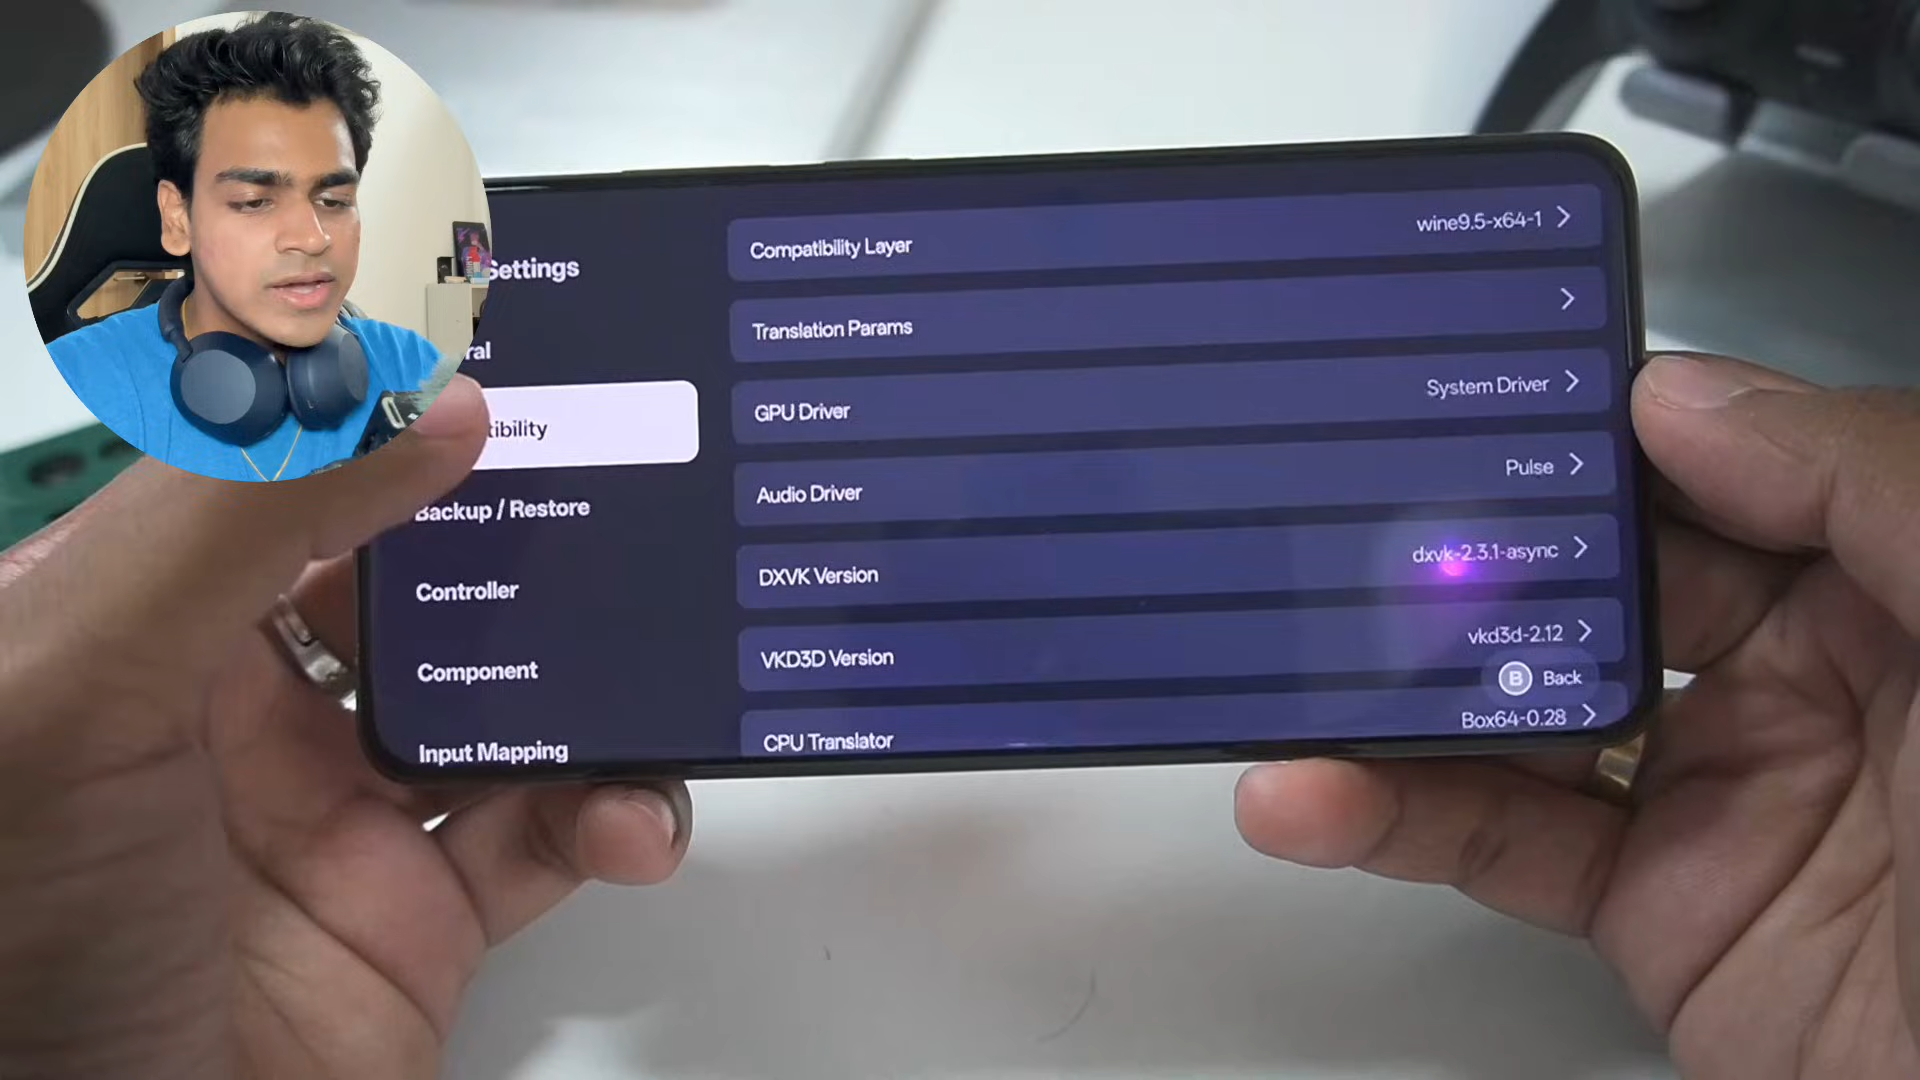 Settings
ral
tibility
Backup / Restore
Controller
Component
Input Mapping
Compatibility Layer wine9.5-x64-1
Translation Params
GPU Driver System Driver
Audio Driver Pulse
DXVK Version dxvk-2.3.1-async
VKD3D Version vkd3d-2.12
B Back
CPU Translator Box64-0.28